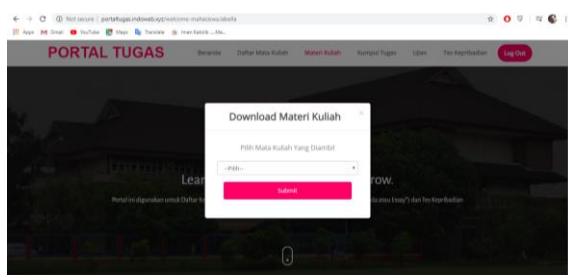 Not secure | portaltugas.indoweb.xyz/welcome-mahasiswa/abella
Apps Gmail YouTube Maps Translate
PORTAL TUGAS
Beranda Daftar Mata Kuliah Materi Kuliah Kumpul Tugas Ujian Tes Kepribadian Log Out
Download Materi Kuliah ×
Pilih Mata Kuliah Yang Diambil
--Pilih--
Submit
Lear row.
Portal ini digunakan untuk Daftar atau Essay") dan Tes Kepribadian